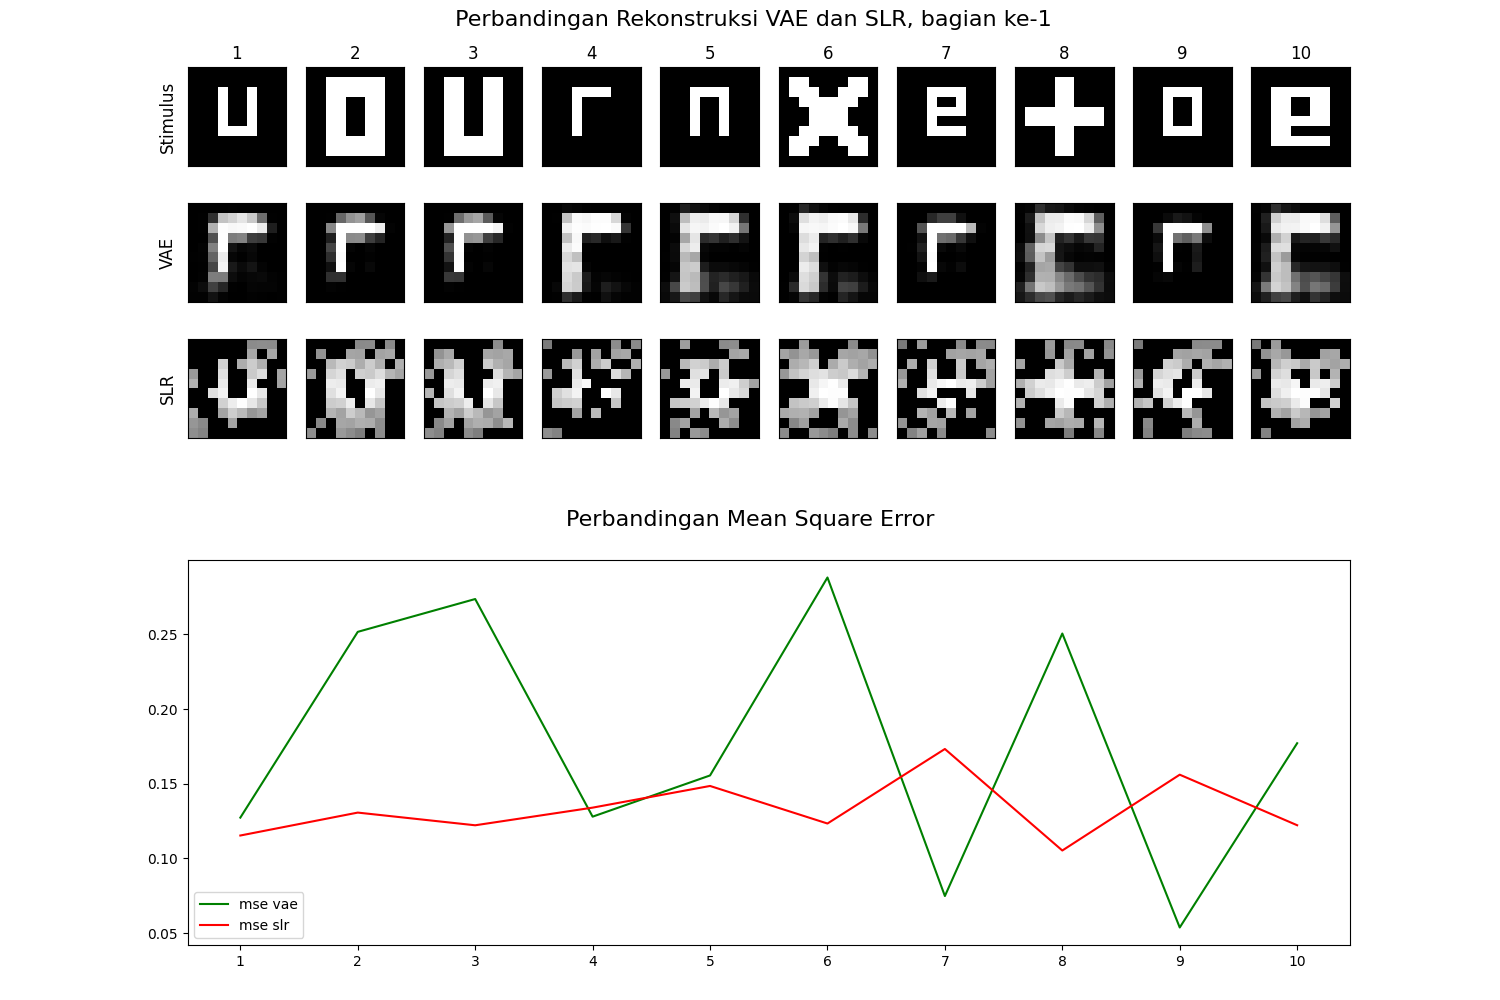 Perbandingan Rekonstruksi VAE dan SLR, bagian ke-1
1 2 3 4 5 6 7 8 9 10
Stimulus
VAE
SLR
Perbandingan Mean Square Error
0.25
0.20
0.15
0.10
0.05
mse vae
mse slr
1 2 3 4 5 6 7 8 9 10